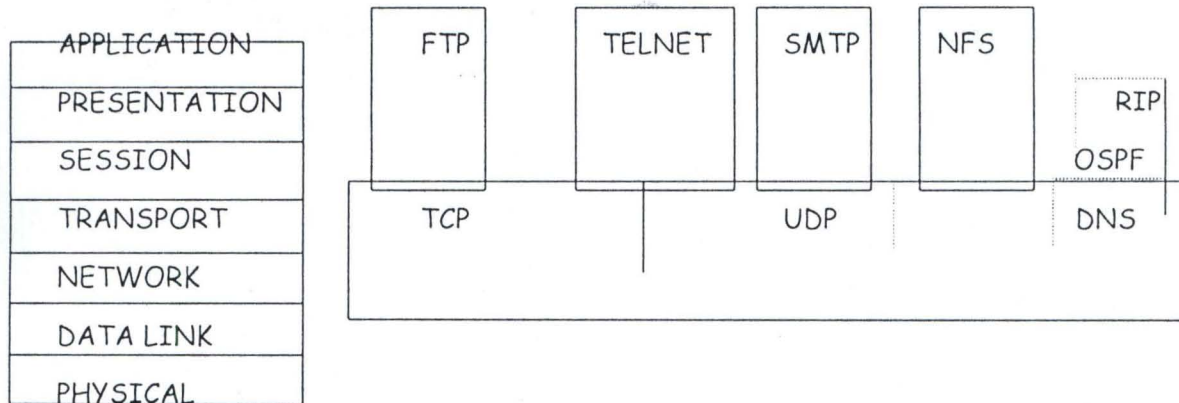 APPLICATION FTP TELNET SMTP NFS
PRESENTATION RIP
SESSION OSPF
TRANSPORT TCP UDP DNS
NETWORK
DATA LINK
PHYSICAL